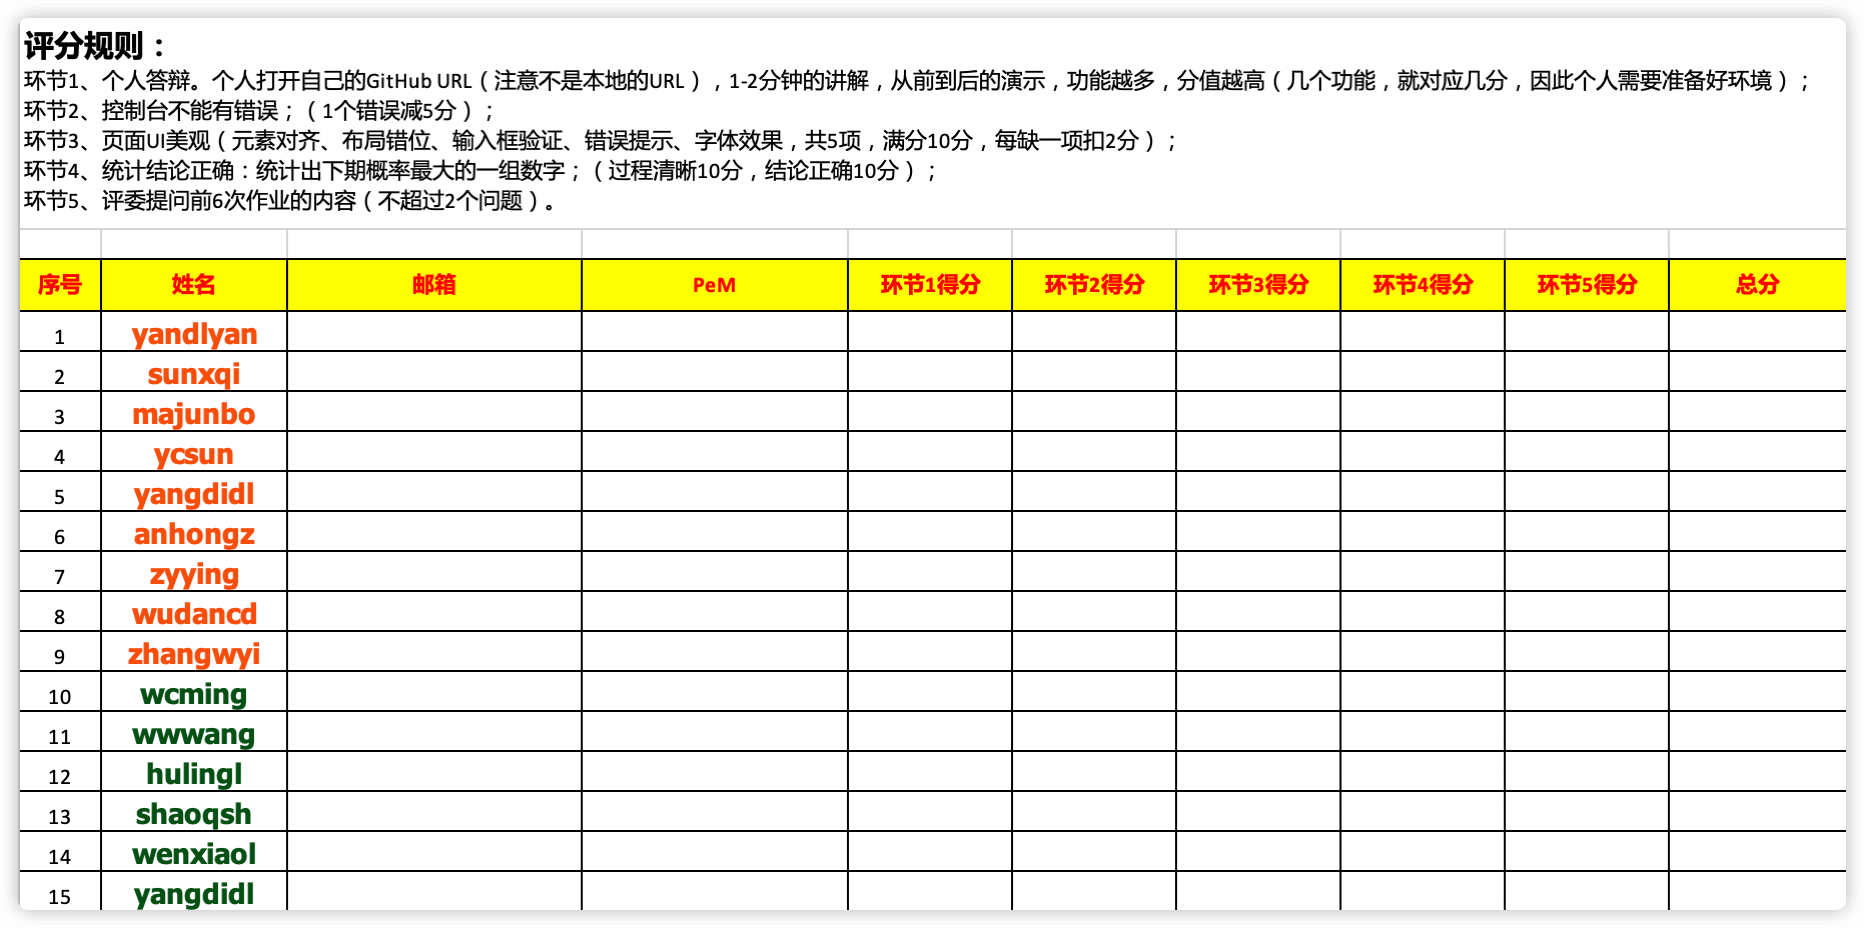 评分规则：
环节1、个人答辩。个人打开自己的GitHub URL（注意不是本地的URL），1-2分钟的讲解，从前到后的演示，功能越多，分值越高（几个功能，就对应几分，因此个人需要准备好环境）；
环节2、控制台不能有错误；（1个错误减5分）；
环节3、页面UI美观（元素对齐、布局错位、输入框验证、错误提示、字体效果，共5项，满分10分，每缺一项扣2分）；
环节4、统计结论正确：统计出下期概率最大的一组数字；（过程清晰10分，结论正确10分）；
环节5、评委提问前6次作业的内容（不超过2个问题）。
序号 姓名 邮箱 PeM 环节1得分 环节2得分 环节3得分 环节4得分 环节5得分 总分
1 yandlyan
2 sunxqi
3 majunbo
4 ycsun
5 yangdidl
6 anhongz
7 zyying
8 wudancd
9 zhangwyi
10 wcming
11 wwwang
12 hulingl
13 shaoqsh
14 wenxiaol
15 yangdidl